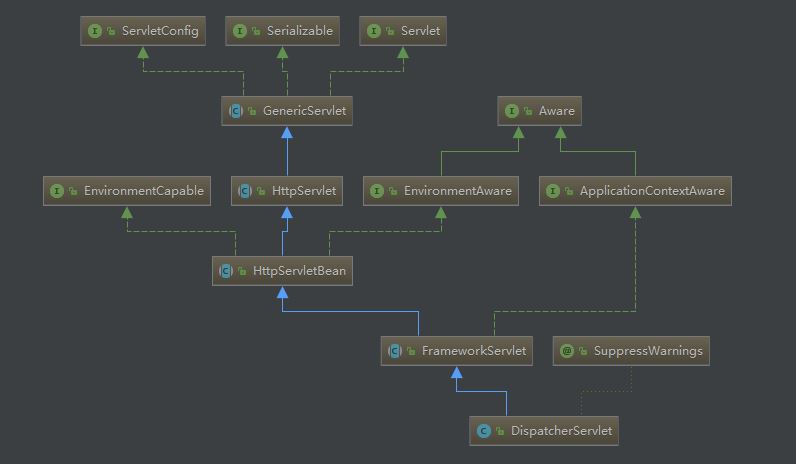 I ServletConfig
I Serializable
I Servlet
C GenericServlet
I Aware
I EnvironmentCapable
C HttpServlet
I EnvironmentAware
I ApplicationContextAware
C HttpServletBean
C FrameworkServlet
@ SuppressWarnings
C DispatcherServlet